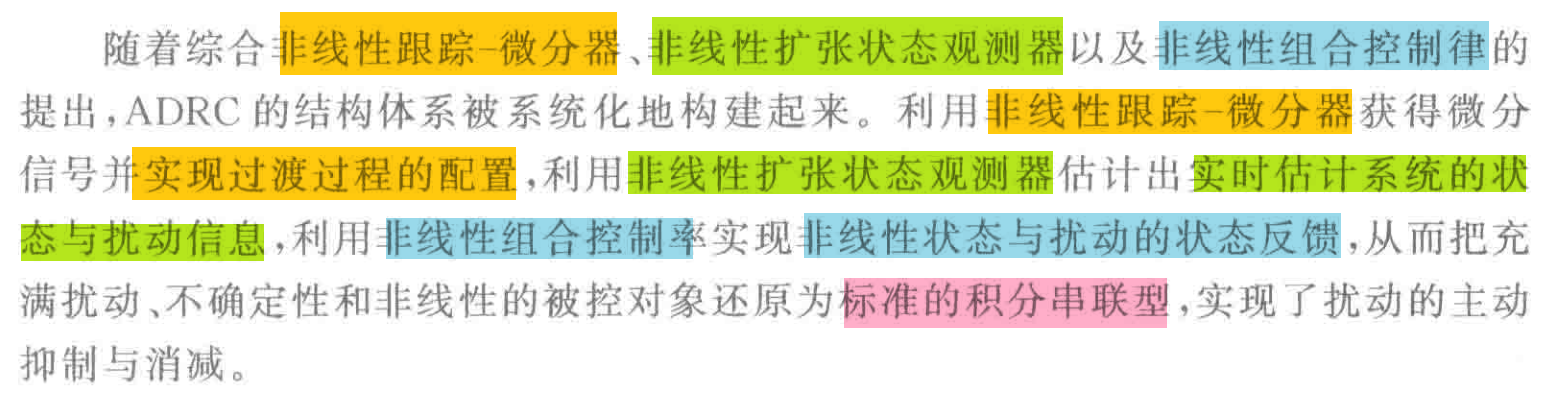 随着综合非线性跟踪-微分器、非线性扩张状态观测器以及非线性组合控制律的
提出,ADRC的结构体系被系统化地构建起来。利用非线性跟踪-微分器获得微分
信号并实现过渡过程的配置,利用非线性扩张状态观测器估计出实时估计系统的状
态与扰动信息,利用非线性组合控制率实现非线性状态与扰动的状态反馈,从而把充
满扰动、不确定性和非线性的被控对象还原为标准的积分串联型,实现了扰动的主动
抑制与消减。